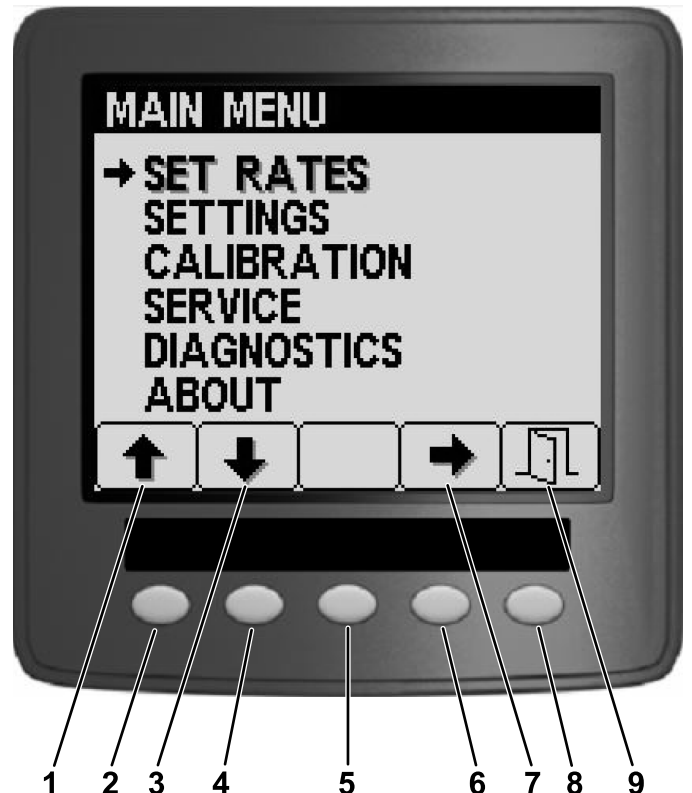 MAIN MENU
SET RATES
SETTINGS
CALIBRATION
SERVICE
DIAGNOSTICS
ABOUT
1 2 3 4 5 6 7 8 9